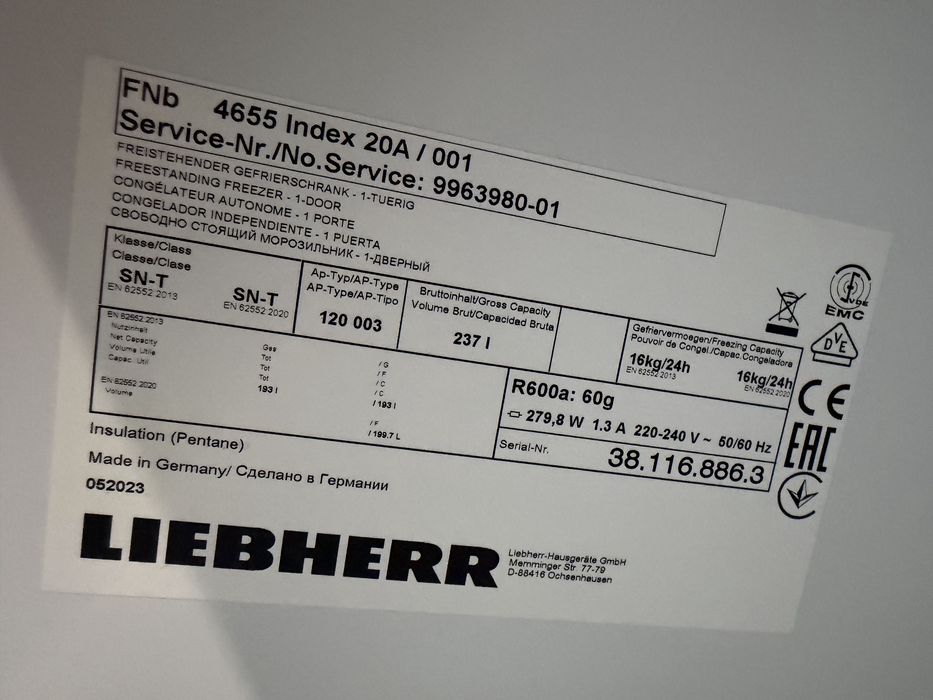 FNb 4655 Index 20A / 001
Service-Nr./No.Service: 9963980-01
FREISTEHENDER GEFRIERSCHRANK - 1-TUERIG
FREESTANDING FREEZER - 1-DOOR
CONGÉLATEUR AUTONOME - 1 PORTE
CONGELADOR INDEPENDIENTE - 1 PUERTA
СВОБОДНО СТОЯЩИЙ МОРОЗИЛЬНИК - 1-ДВЕРНЫЙ
Klasse/Class
Classe/Clase
SN-T
EN 62552:2013
SN-T
EN 62552:2020
Ap-Typ/AP-Type
AP-Type/AP-Tipo
120 003
Bruttoinhalt/Gross Capacity
Volume Brut/Capacidad Bruta
237 l
Gefriervermoegen/Freezing Capacity
Pouvoir de Congel./Capac.Congeladora
16kg/24h
EN 62552:2013
16kg/24h
EN 62552:2020
EN 62552:2013
Nutzinhalt
Net Capacity
Volume Utile
Capac. Util
Ges
Tot
Tot
Tot
193 l
/ G
/ F
/ C
/ C
/ 193 l
EN 62552:2020
Volume
/ F
/ 199.7 L
R600a: 60g
279,8 W 1.3 A 220-240 V ~ 50/60 Hz
Serial-Nr.
38.116.886.3
Insulation (Pentane)
Made in Germany/ Сделано в Германии
052023
LIEBHERR
Liebherr-Hausgeräte GmbH
Memminger Str. 77-79
D-88416 Ochsenhausen
VDE
EMC
DVE
CE
EAC